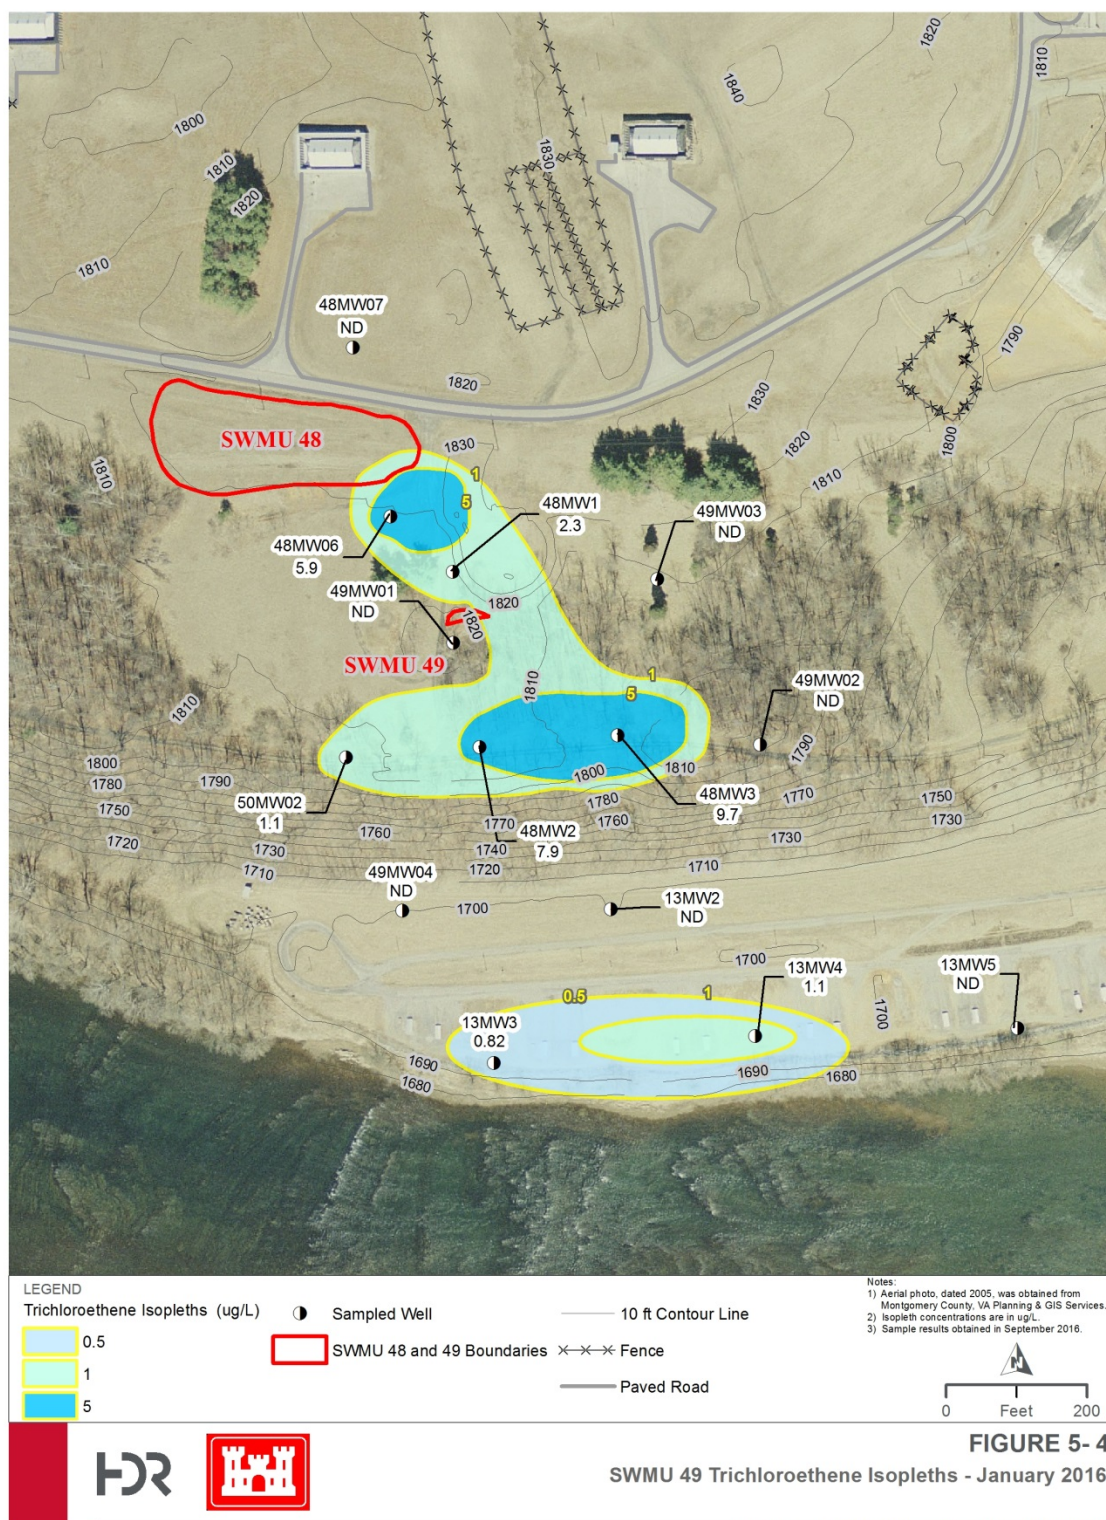 1820
1810
1840
1800
1830
1810
1820
1810
1790
48MW07
ND
1820
1830
1800
SWMU 48
1830
1820
1810
1810
1
5
48MW1
2.3
49MW03
ND
48MW06
5.9
49MW01
ND
1820
1820
SWMU 49
1
5
1810
49MW02
ND
1810
1800
1790
1800
1810
1790
1780
1780
1770
1750
50MW02
1.1
48MW3
9.7
1750
1770
1760
1760
1730
1730
48MW2
7.9
1720
1730
1740
1710
1720
1710
49MW04
ND
1700
13MW2
ND
1700
13MW4
1.1
13MW5
ND
0.5
1
1700
13MW3
0.82
1690
1690
1680
1680
LEGEND
Trichloroethene Isopleths (ug/L)
0.5
1
5
Sampled Well
SWMU 48 and 49 Boundaries
10 ft Contour Line
Fence
Paved Road
Notes:
1) Aerial photo, dated 2005, was obtained from
Montgomery County, VA Planning & GIS Services.
2) Isopleth concentrations are in ug/L.
3) Sample results obtained in September 2016.
N
0 Feet 200
HDR
FIGURE 5- 4
SWMU 49 Trichloroethene Isopleths - January 2016